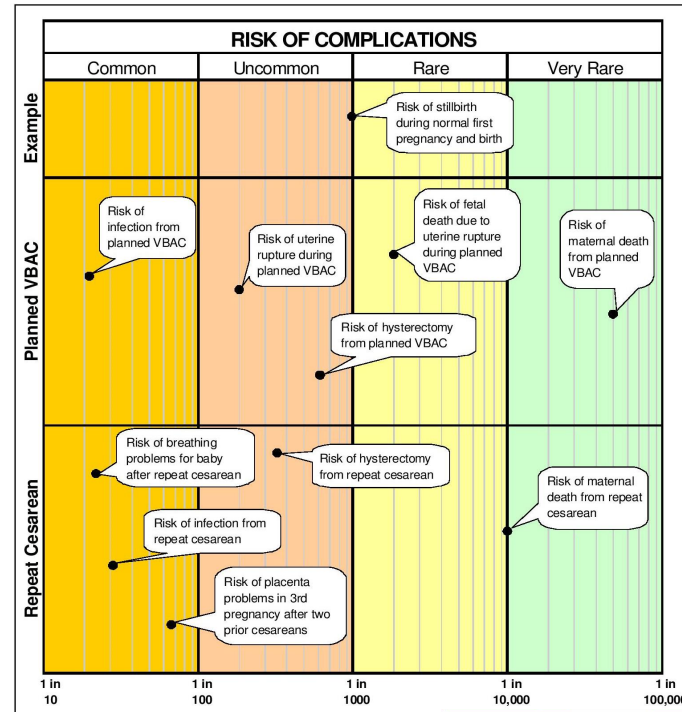 RISK OF COMPLICATIONS
Common
Uncommon
Rare
Very Rare
Example
Risk of stillbirth
during normal first
pregnancy and birth
Planned VBAC
Risk of
infection from
planned VBAC
Risk of uterine
rupture during
planned VBAC
Risk of fetal
death due to
uterine rupture
during planned
VBAC
Risk of
maternal death
from planned
VBAC
Risk of hysterectomy
from planned VBAC
Repeat Cesarean
Risk of breathing
problems for baby
after repeat cesarean
Risk of hysterectomy
from repeat cesarean
Risk of maternal
death from repeat
cesarean
Risk of infection from
repeat cesarean
Risk of placenta
problems in 3rd
pregnancy after two
prior cesareans
1 in
10
1 in
100
1 in
1000
1 in
10,000
1 in
100,000